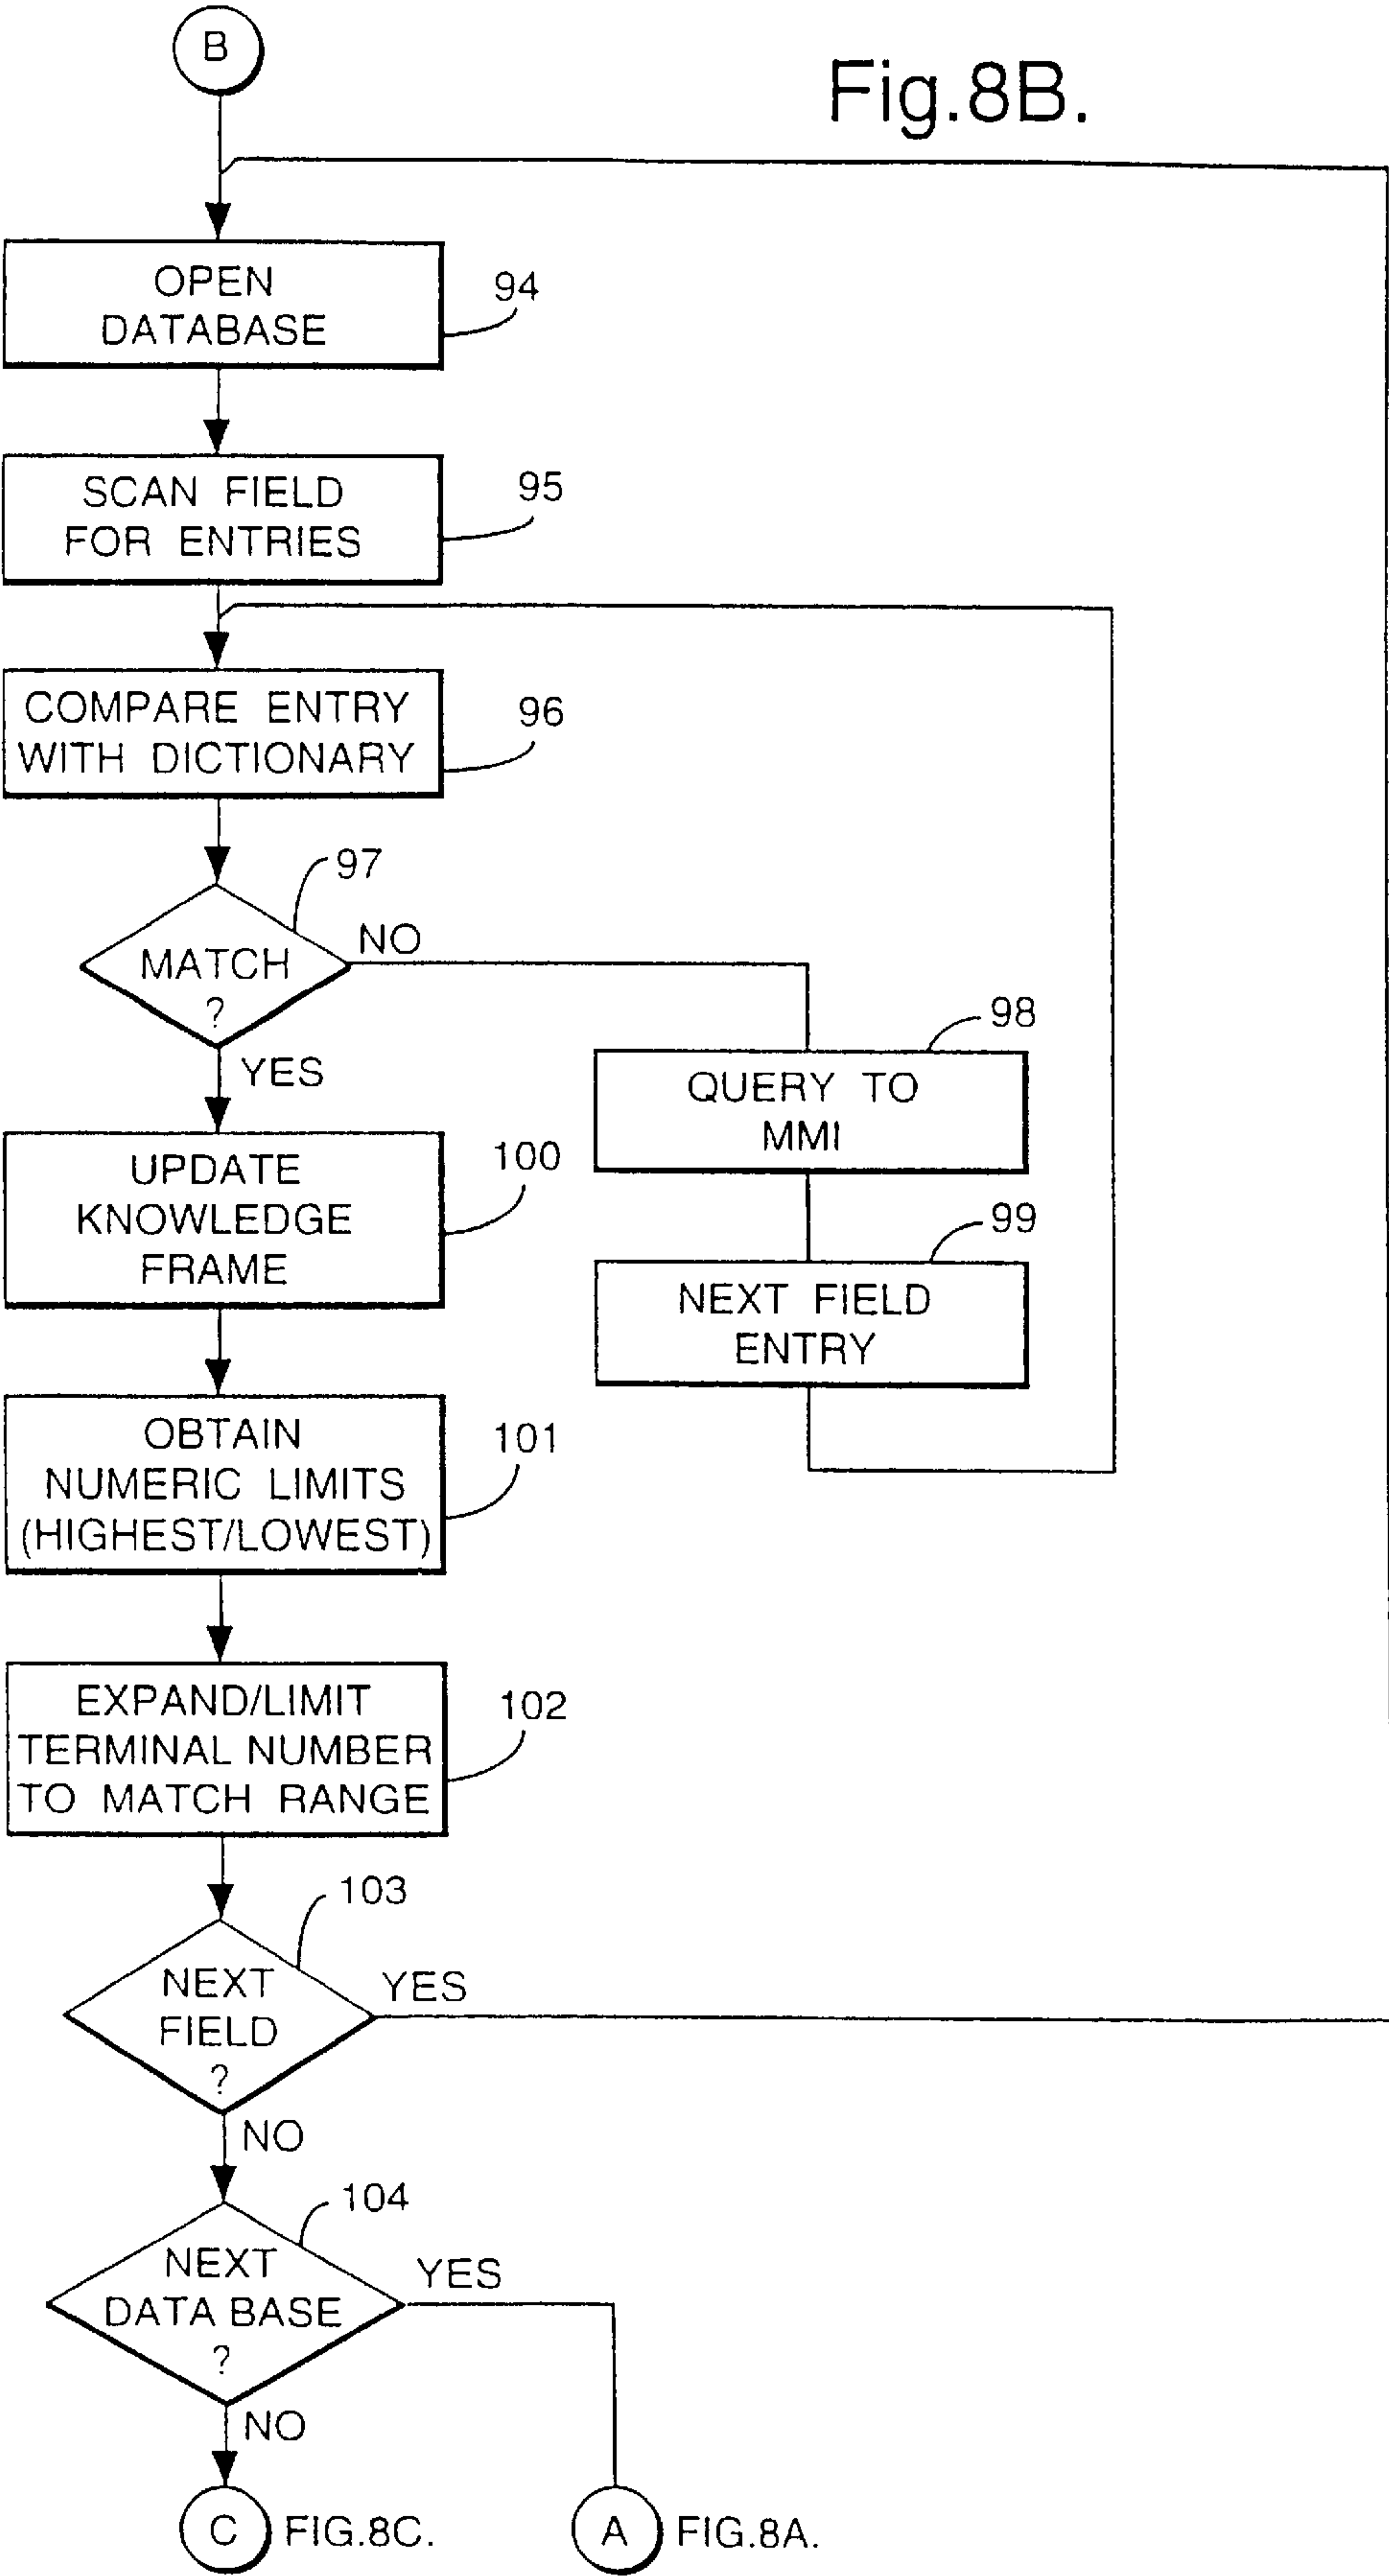 B
Fig.8B.
OPEN
DATABASE
94
SCAN FIELD
FOR ENTRIES
95
COMPARE ENTRY
WITH DICTIONARY
96
97
MATCH
?
NO
YES
98
QUERY TO
MMI
99
NEXT FIELD
ENTRY
UPDATE
KNOWLEDGE
FRAME
100
OBTAIN
NUMERIC LIMITS
(HIGHEST/LOWEST)
101
EXPAND/LIMIT
TERMINAL NUMBER
TO MATCH RANGE
102
103
NEXT
FIELD
?
YES
NO
104
NEXT
DATA BASE
?
YES
NO
C
FIG.8C.
A
FIG.8A.